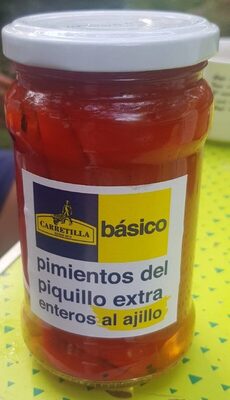 CARRETILLA
básico
pimientos del
piquillo extra
enteros al ajillo